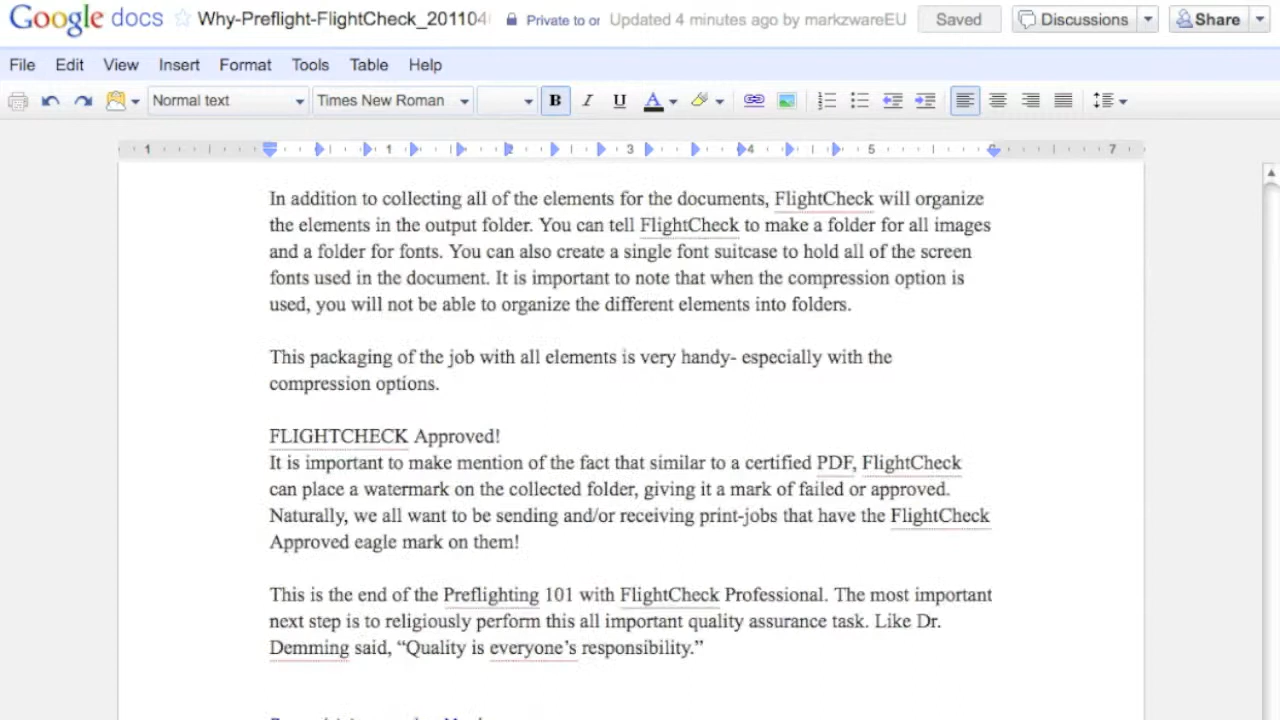 Google docs Why-Preflight-FlightCheck_20110 Private to Updated 4 minutes ago by markzwareEU Saved Discussions Share
File Edit View Insert Format Tools Table Help
Normal text Times New Roman B I U A
1 1 2 3 4 5 6 7
In addition to collecting all of the elements for the documents, FlightCheck will organize
the elements in the output folder. You can tell FlightCheck to make a folder for all images
and a folder for fonts. You can also create a single font suitcase to hold all of the screen
fonts used in the document. It is important to note that when the compression option is
used, you will not be able to organize the different elements into folders.
This packaging of the job with all elements is very handy- especially with the
compression options.
FLIGHTCHECK Approved!
It is important to make mention of the fact that similar to a certified PDF, FlightCheck
can place a watermark on the collected folder, giving it a mark of failed or approved.
Naturally, we all want to be sending and/or receiving print-jobs that have the FlightCheck
Approved eagle mark on them!
This is the end of the Preflighting 101 with FlightCheck Professional. The most important
next step is to religiously perform this all important quality assurance task. Like Dr.
Demming said, “Quality is everyone’s responsibility.”